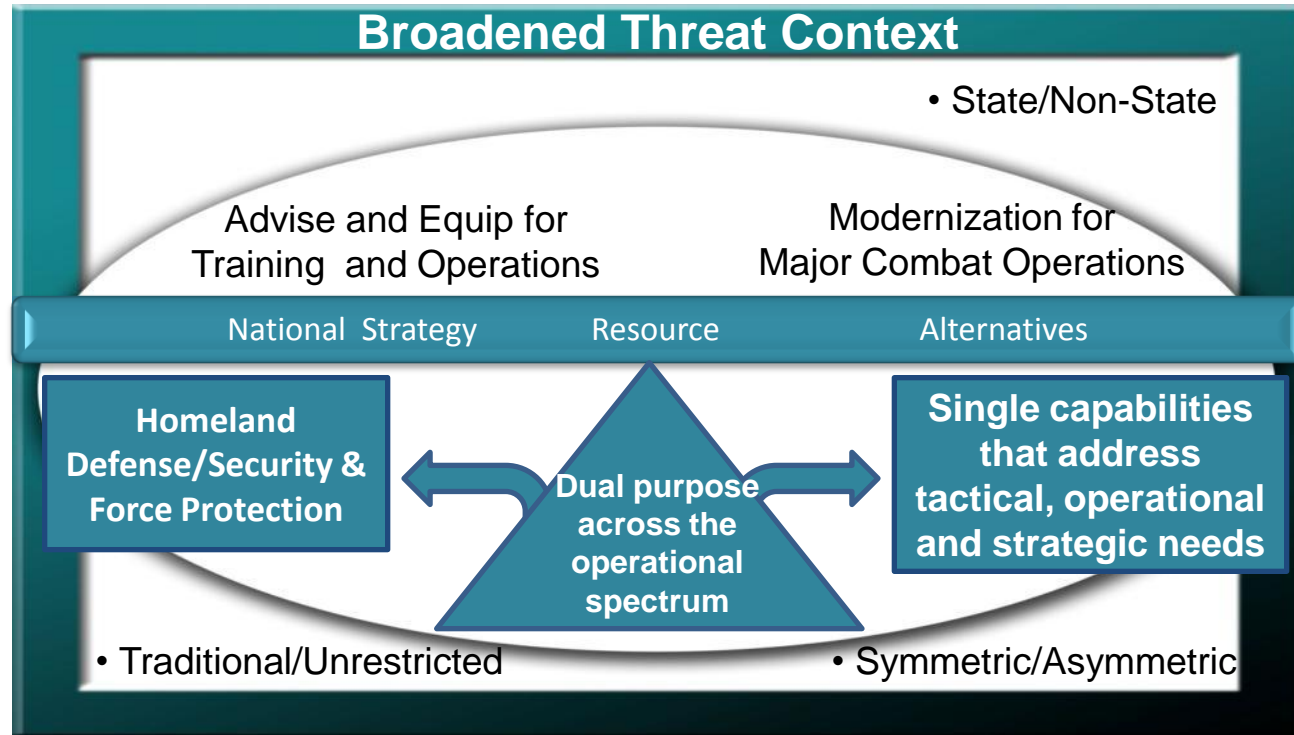 Broadened Threat Context
• State/Non-State
Advise and Equip for
Training and Operations
Modernization for
Major Combat Operations
National Strategy
Resource
Alternatives
Homeland
Defense/Security &
Force Protection
Dual purpose
across the
operational
spectrum
Single capabilities
that address
tactical, operational
and strategic needs
• Traditional/Unrestricted
• Symmetric/Asymmetric